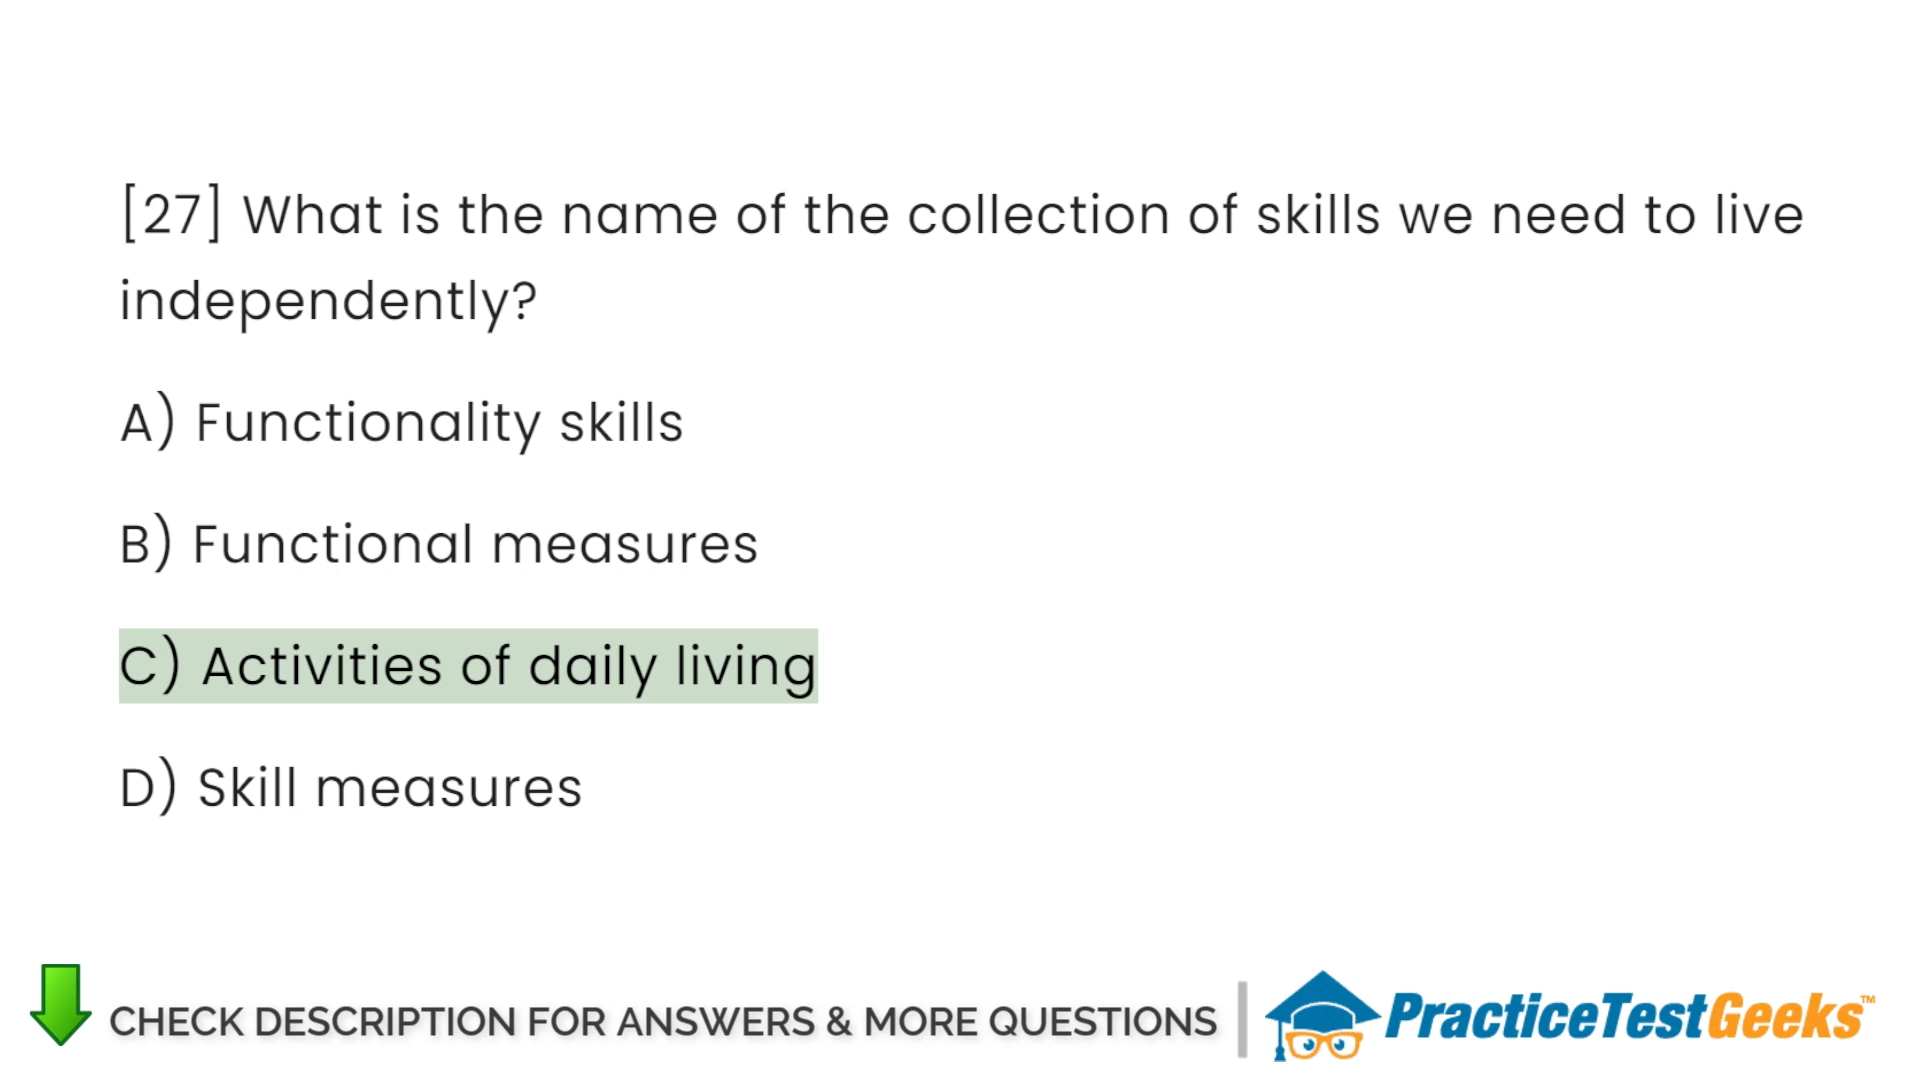 [27] What is the name of the collection of skills we need to live
independently?
A) Functionality skills
B) Functional measures
C) Activities of daily living
D) Skill measures
CHECK DESCRIPTION FOR ANSWERS & MORE QUESTIONS
PracticeTestGeeks™